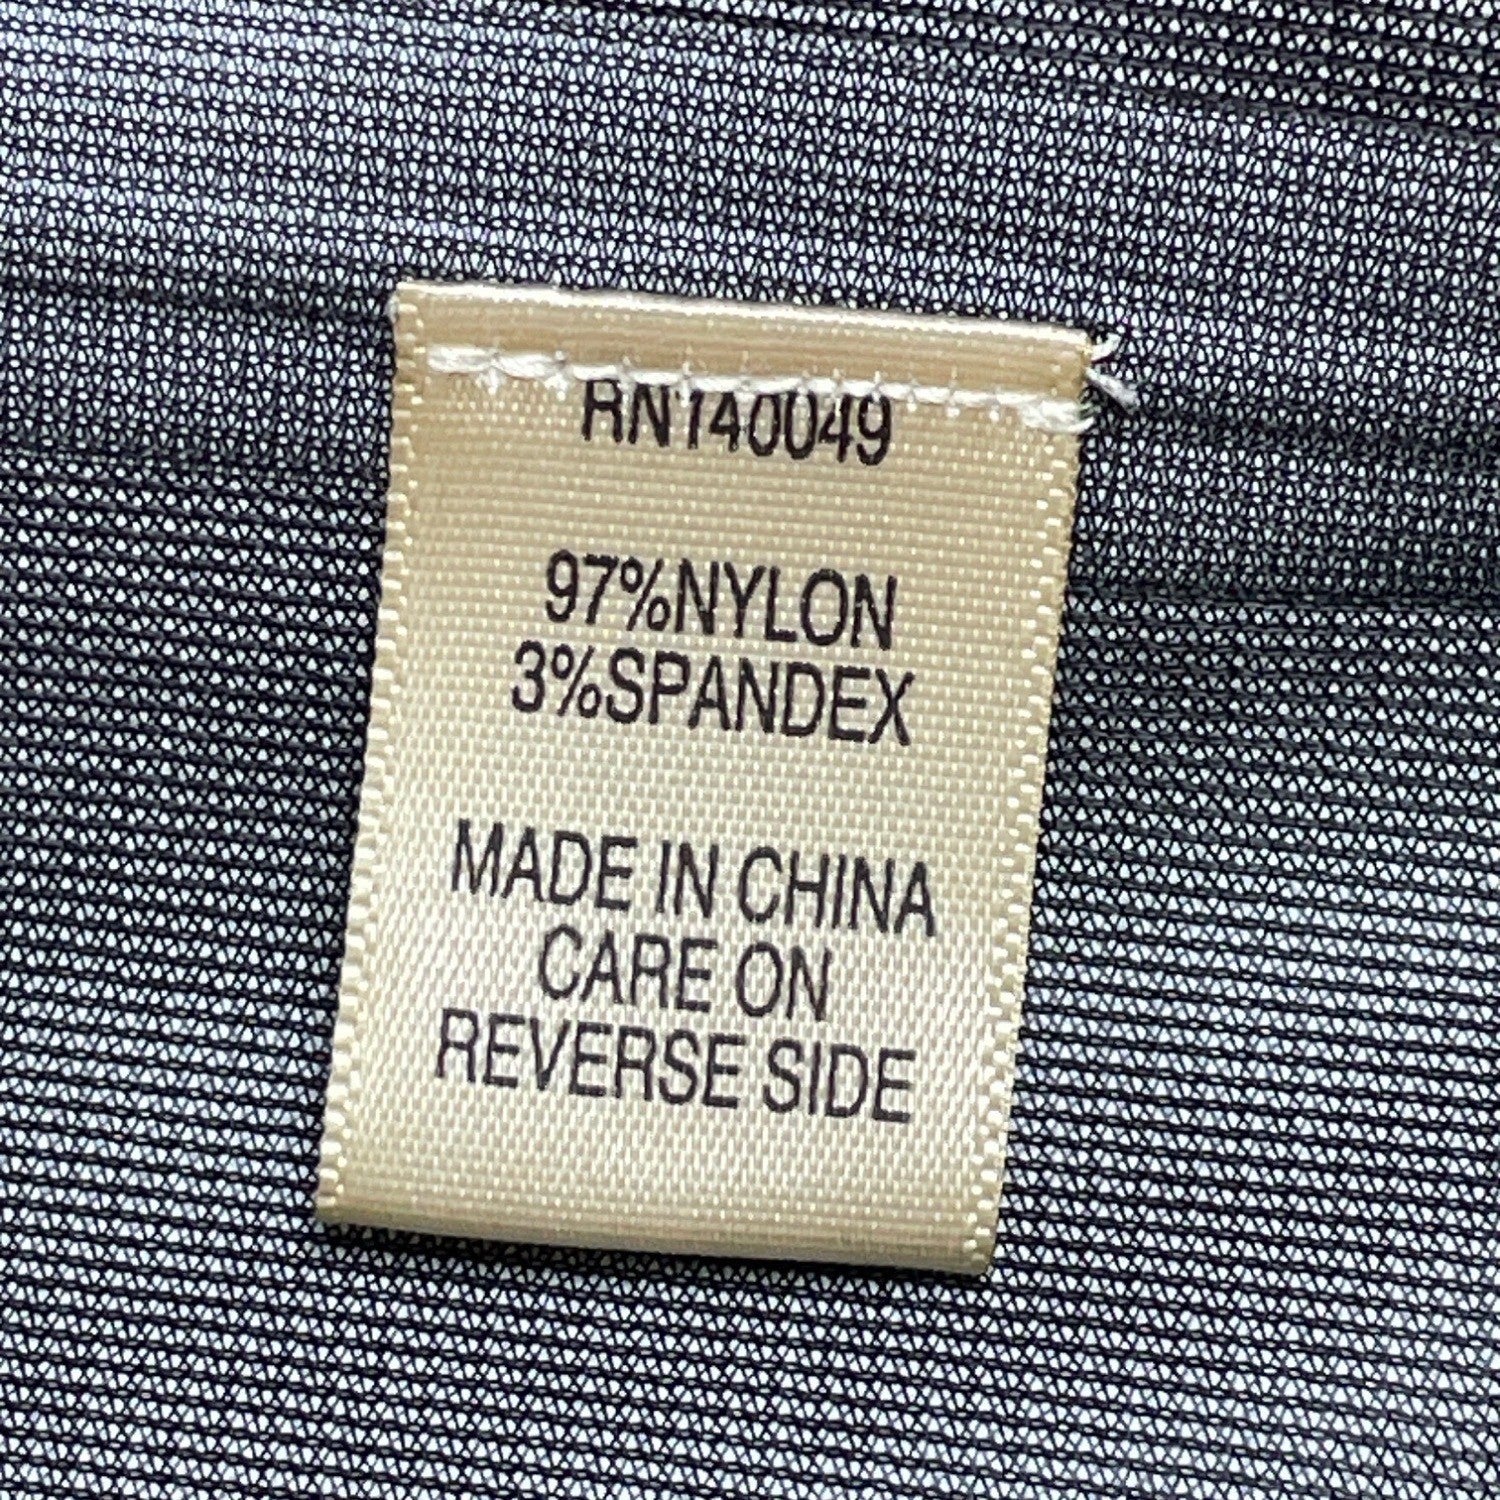 RN140049
97%NYLON
3%SPANDEX
MADE IN CHINA
CARE ON
REVERSE SIDE